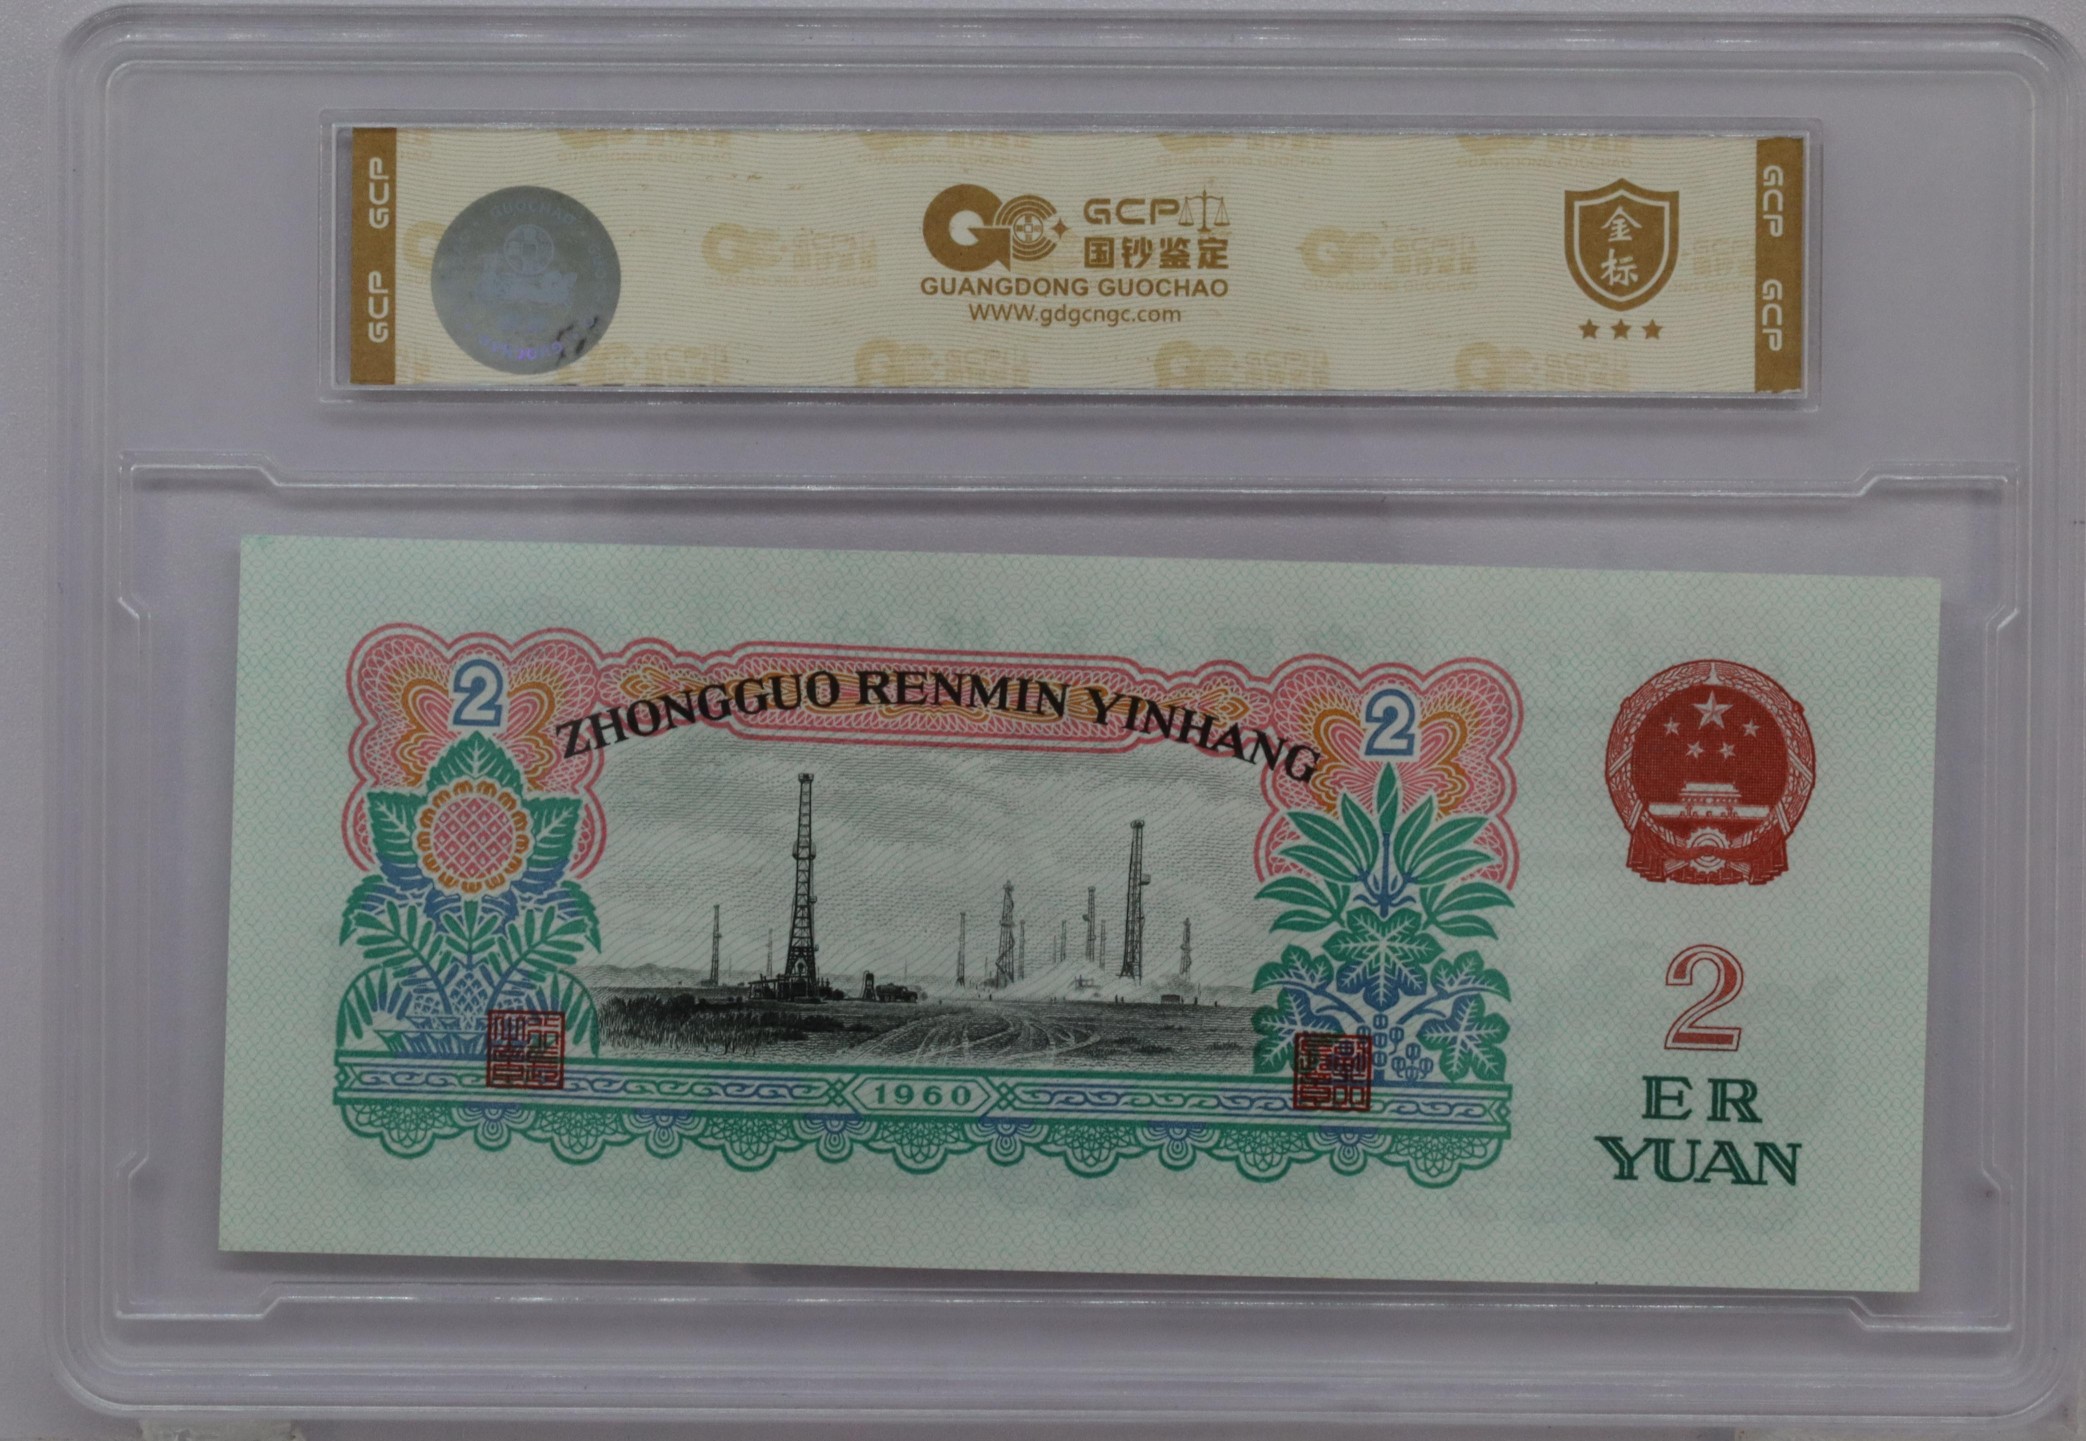 GCP
GCP
GUOCHAO
GCP
国钞鉴定
GUANGDONG GUOCHAO
www.gdgcngc.com
金
标
GCP
GCP
2
ZHONGGUO RENMIN YINHANG
2
1960
2
ER
YUAN